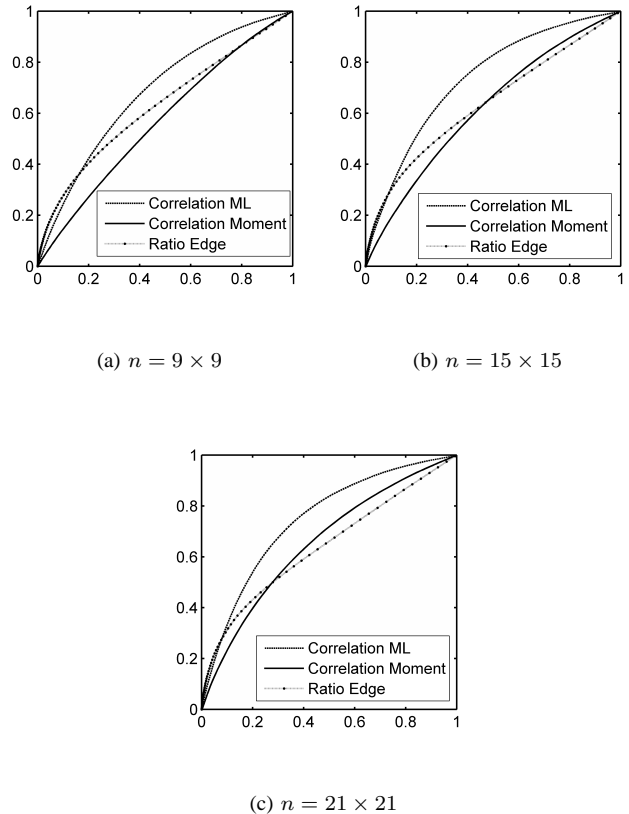 1
0.8
0.6
0.4
0.2
0
0 0.2 0.4 0.6 0.8 1
Correlation ML
Correlation Moment
Ratio Edge
(a) n = 9 × 9
1
0.8
0.6
0.4
0.2
0
0 0.2 0.4 0.6 0.8 1
Correlation ML
Correlation Moment
Ratio Edge
(b) n = 15 × 15
1
0.8
0.6
0.4
0.2
0
0 0.2 0.4 0.6 0.8 1
Correlation ML
Correlation Moment
Ratio Edge
(c) n = 21 × 21